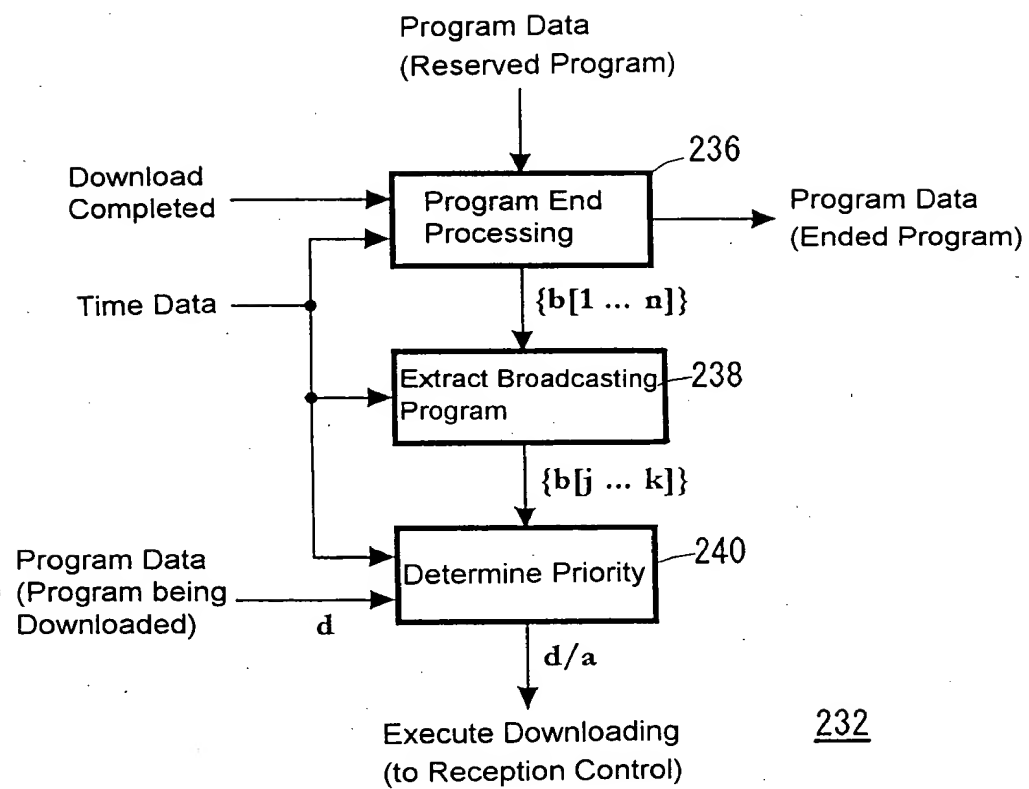 Program Data
(Reserved Program)
236
Download
Completed
Program End
Processing
Program Data
(Ended Program)
Time Data
{b[1 ... n]}
Extract Broadcasting
Program
238
{b[j ... k]}
Program Data
(Program being
Downloaded)
d
Determine Priority
240
d/a
Execute Downloading
(to Reception Control)
232